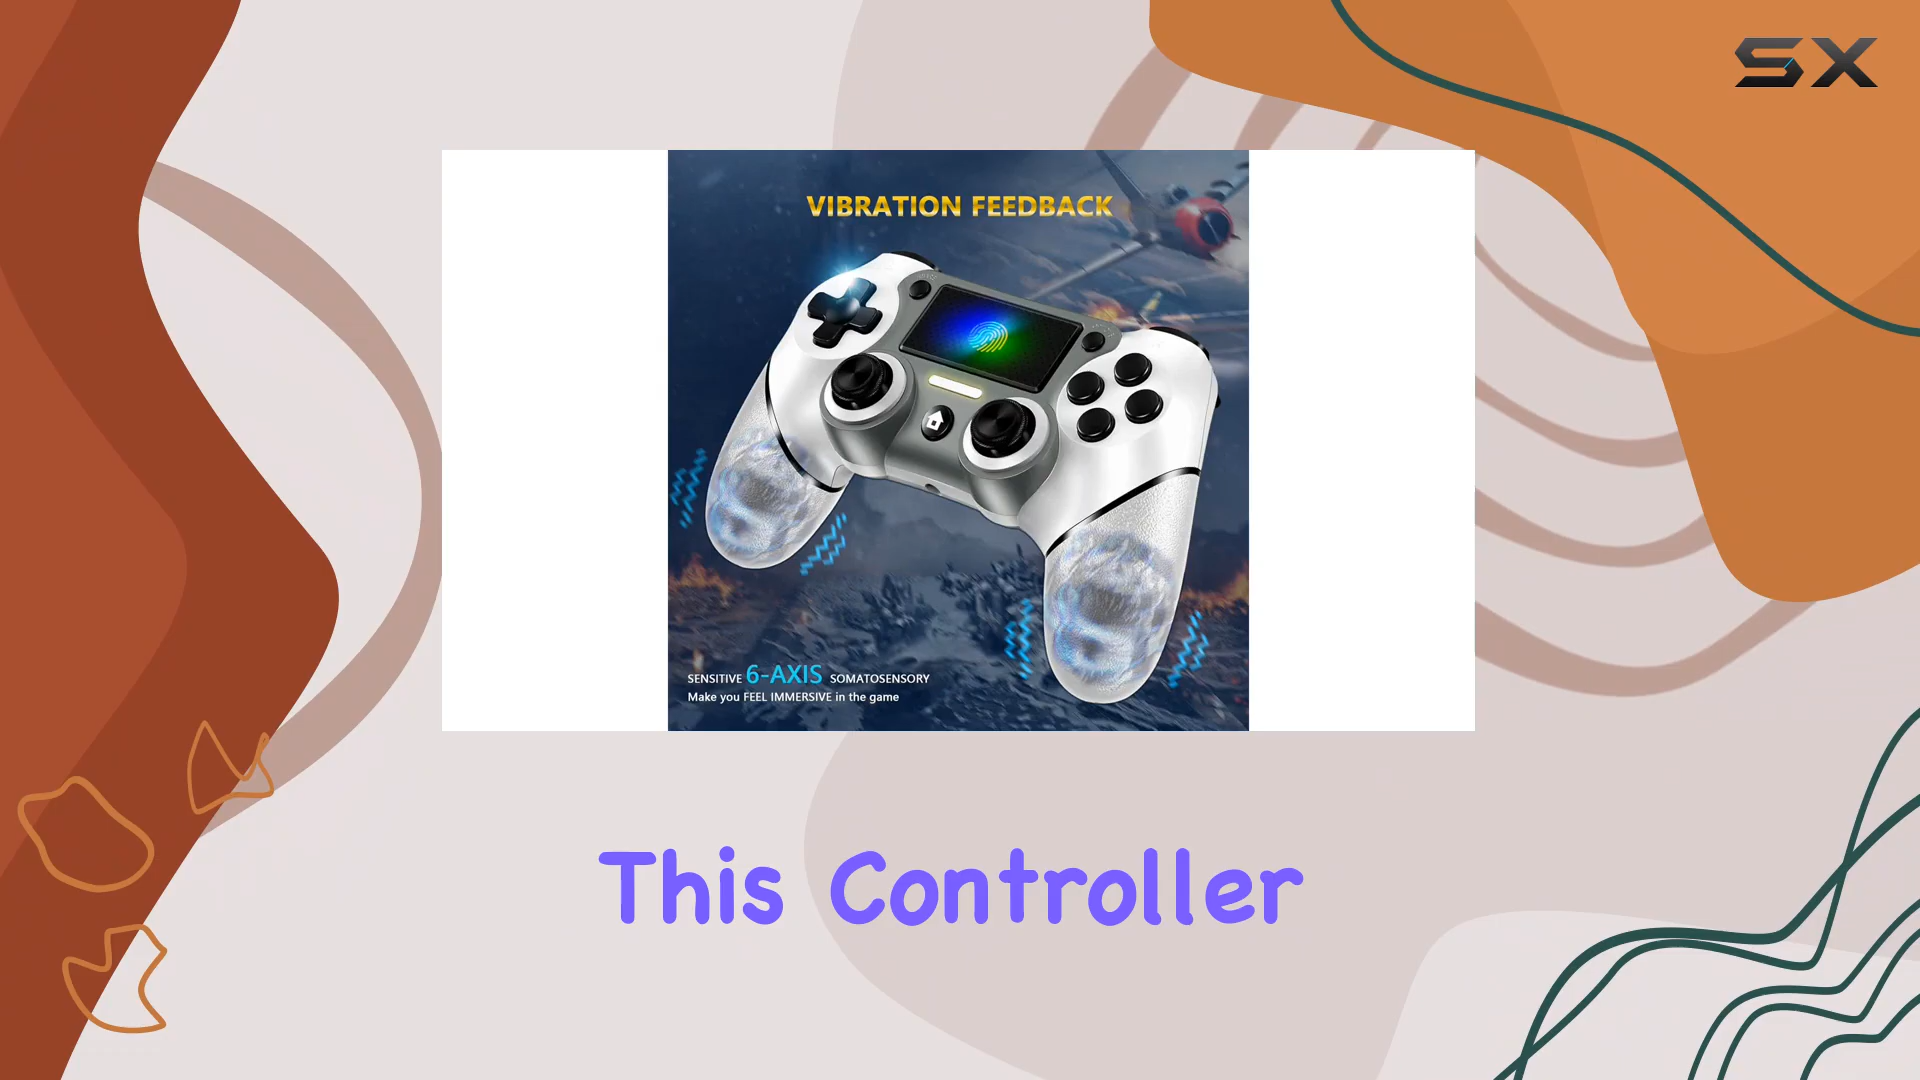 SX
VIBRATION FEEDBACK
SENSITIVE 6-AXIS SOMATOSENSORY
Make you FEEL IMMERSIVE in the game
This Controller